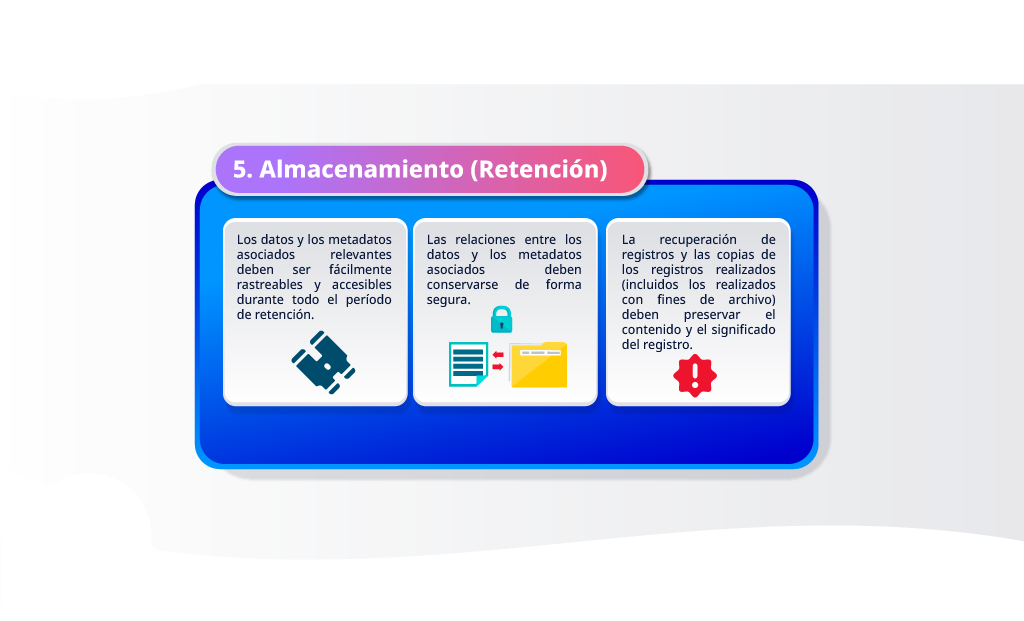 5. Almacenamiento (Retención)
Los datos y los metadatos
asociados relevantes
deben ser fácilmente
rastreables y accesibles
durante todo el período
de retención.
Las relaciones entre los
datos y los metadatos
asociados deben
conservarse de forma
segura.
La recuperación de
registros y las copias de
los registros realizados
(incluidos los realizados
con fines de archivo)
deben preservar el
contenido y el significado
del registro.